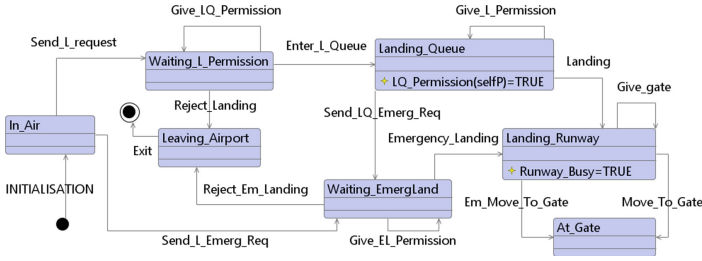 Give_LQ_Permission
Give_L_Permission
Send_L_request
Enter_L_Queue
Waiting_L_Permission
Landing_Queue
Landing
LQ_Permission(selfP)=TRUE
Give_gate
Reject_Landing
Send_LQ_Emerg_Req
In_Air
Leaving_Airport
Emergency_Landing
Landing_Runway
Exit
Runway_Busy=TRUE
INITIALISATION
Reject_Em_Landing
Waiting_EmergLand
Em_Move_To_Gate
Move_To_Gate
At_Gate
Send_L_Emerg_Req
Give_EL_Permission